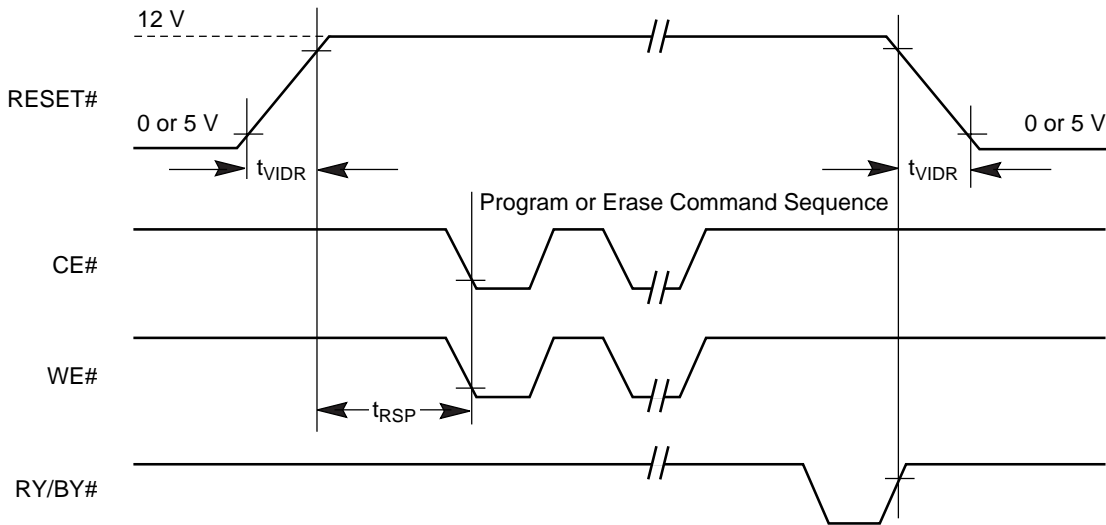 12 V
RESET#
0 or 5 V
0 or 5 V
tVIDR
tVIDR
Program or Erase Command Sequence
CE#
WE#
tRSP
RY/BY#